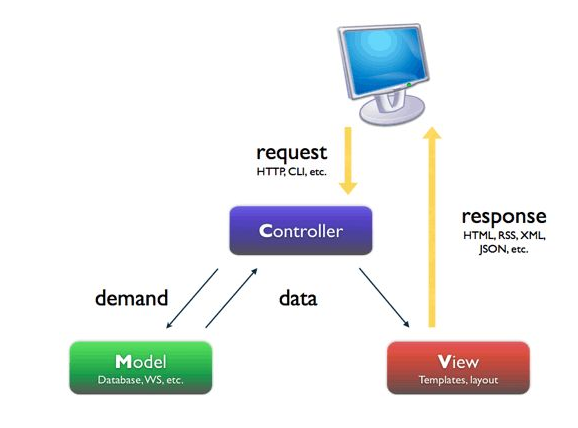 request
HTTP, CLI, etc.
Controller
response
HTML, RSS, XML,
JSON, etc.
demand
data
Model
Database, WS, etc.
View
Templates, layout